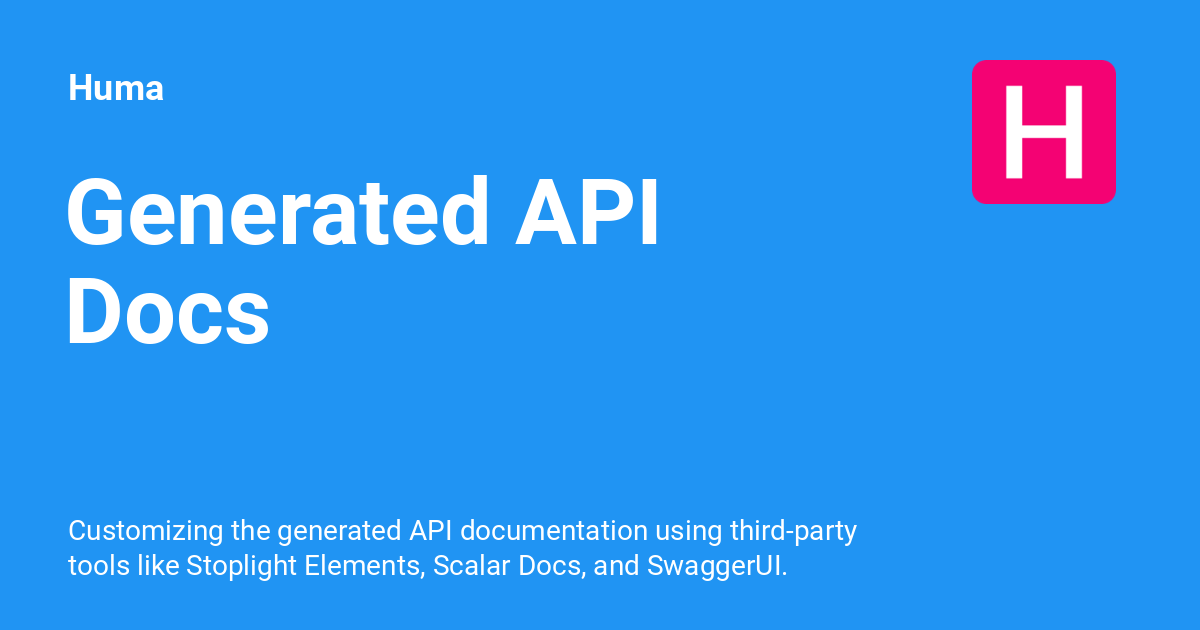 Huma
H
Generated API
Docs
Customizing the generated API documentation using third-party
tools like Stoplight Elements, Scalar Docs, and SwaggerUI.